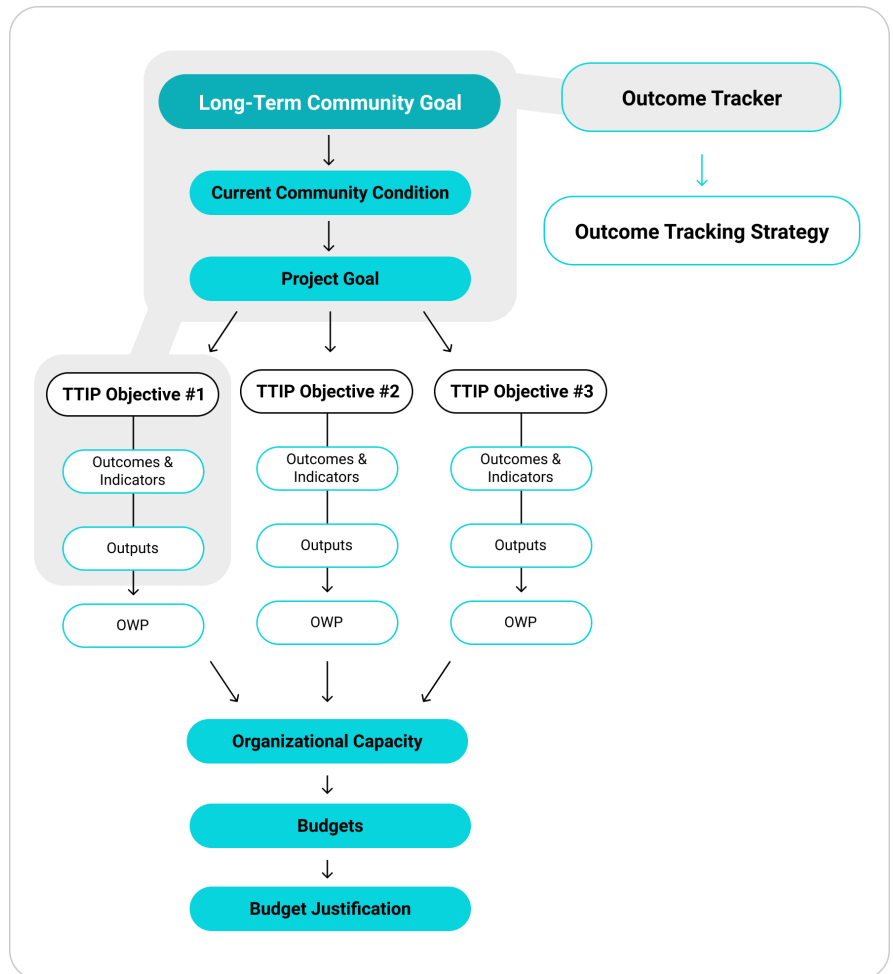 Long-Term Community Goal
Outcome Tracker
Current Community Condition
Outcome Tracking Strategy
Project Goal
TTIP Objective #1
TTIP Objective #2
TTIP Objective #3
Outcomes &
Indicators
Outcomes &
Indicators
Outcomes &
Indicators
Outputs
Outputs
Outputs
OWP
OWP
OWP
Organizational Capacity
Budgets
Budget Justification